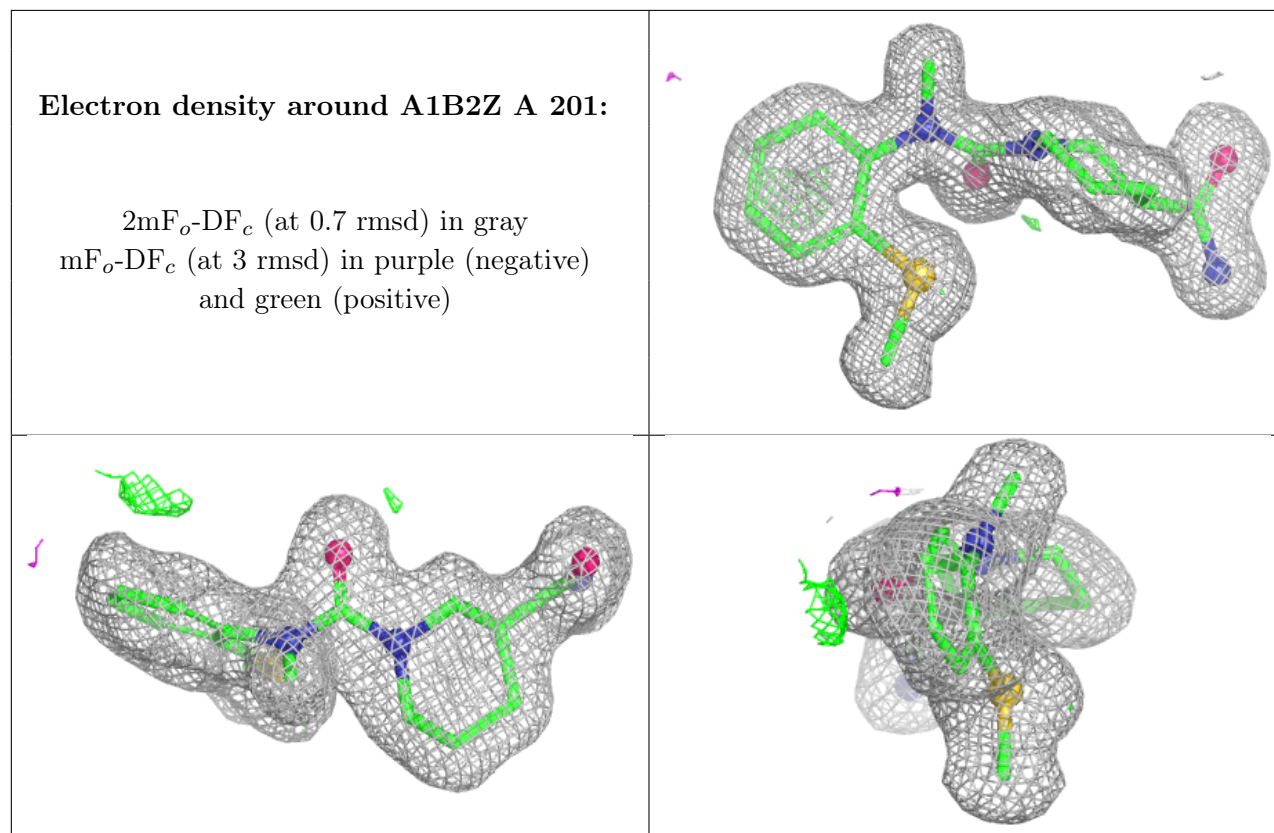 Electron density around A1B2Z A 201:
2mFo-DFc (at 0.7 rmsd) in gray
mFo-DFc (at 3 rmsd) in purple (negative)
and green (positive)